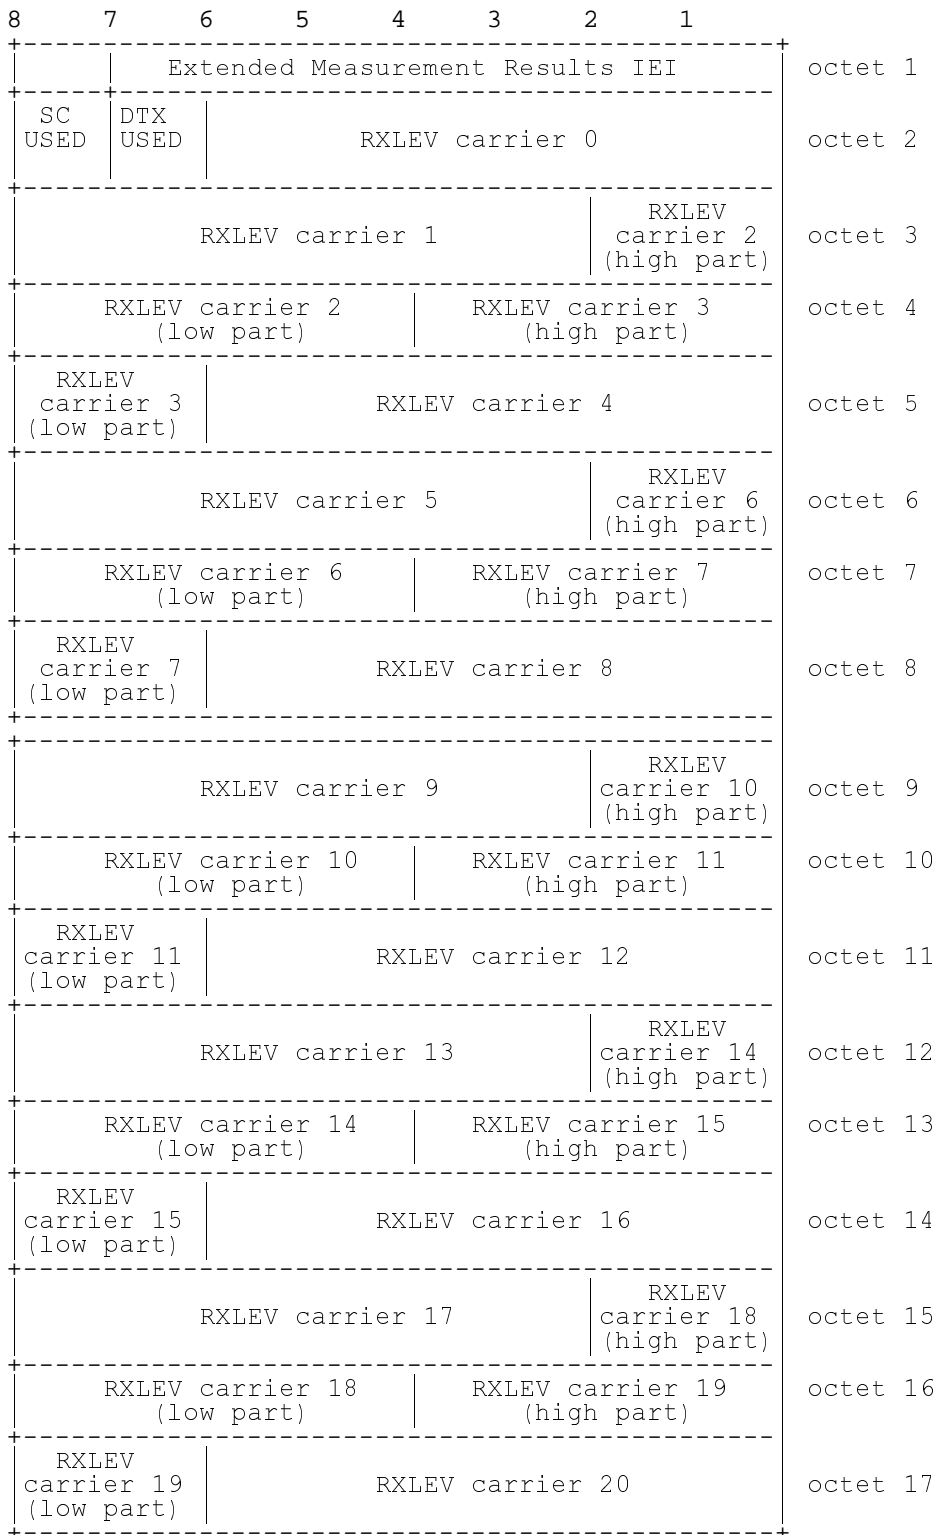 8 7 6 5 4 3 2 1
Extended Measurement Results IEI octet 1
SC DTX
USED USED RXLEV carrier 0 octet 2
RXLEV
RXLEV carrier 1 carrier 2 octet 3
(high part)
RXLEV carrier 2 RXLEV carrier 3 octet 4
(low part) (high part)
RXLEV
carrier 3 RXLEV carrier 4 octet 5
(low part)
RXLEV
RXLEV carrier 5 carrier 6 octet 6
(high part)
RXLEV carrier 6 RXLEV carrier 7 octet 7
(low part) (high part)
RXLEV
carrier 7 RXLEV carrier 8 octet 8
(low part)
RXLEV
RXLEV carrier 9 carrier 10 octet 9
(high part)
RXLEV carrier 10 RXLEV carrier 11 octet 10
(low part) (high part)
RXLEV
carrier 11 RXLEV carrier 12 octet 11
(low part)
RXLEV
RXLEV carrier 13 carrier 14 octet 12
(high part)
RXLEV carrier 14 RXLEV carrier 15 octet 13
(low part) (high part)
RXLEV
carrier 15 RXLEV carrier 16 octet 14
(low part)
RXLEV
RXLEV carrier 17 carrier 18 octet 15
(high part)
RXLEV carrier 18 RXLEV carrier 19 octet 16
(low part) (high part)
RXLEV
carrier 19 RXLEV carrier 20 octet 17
(low part)